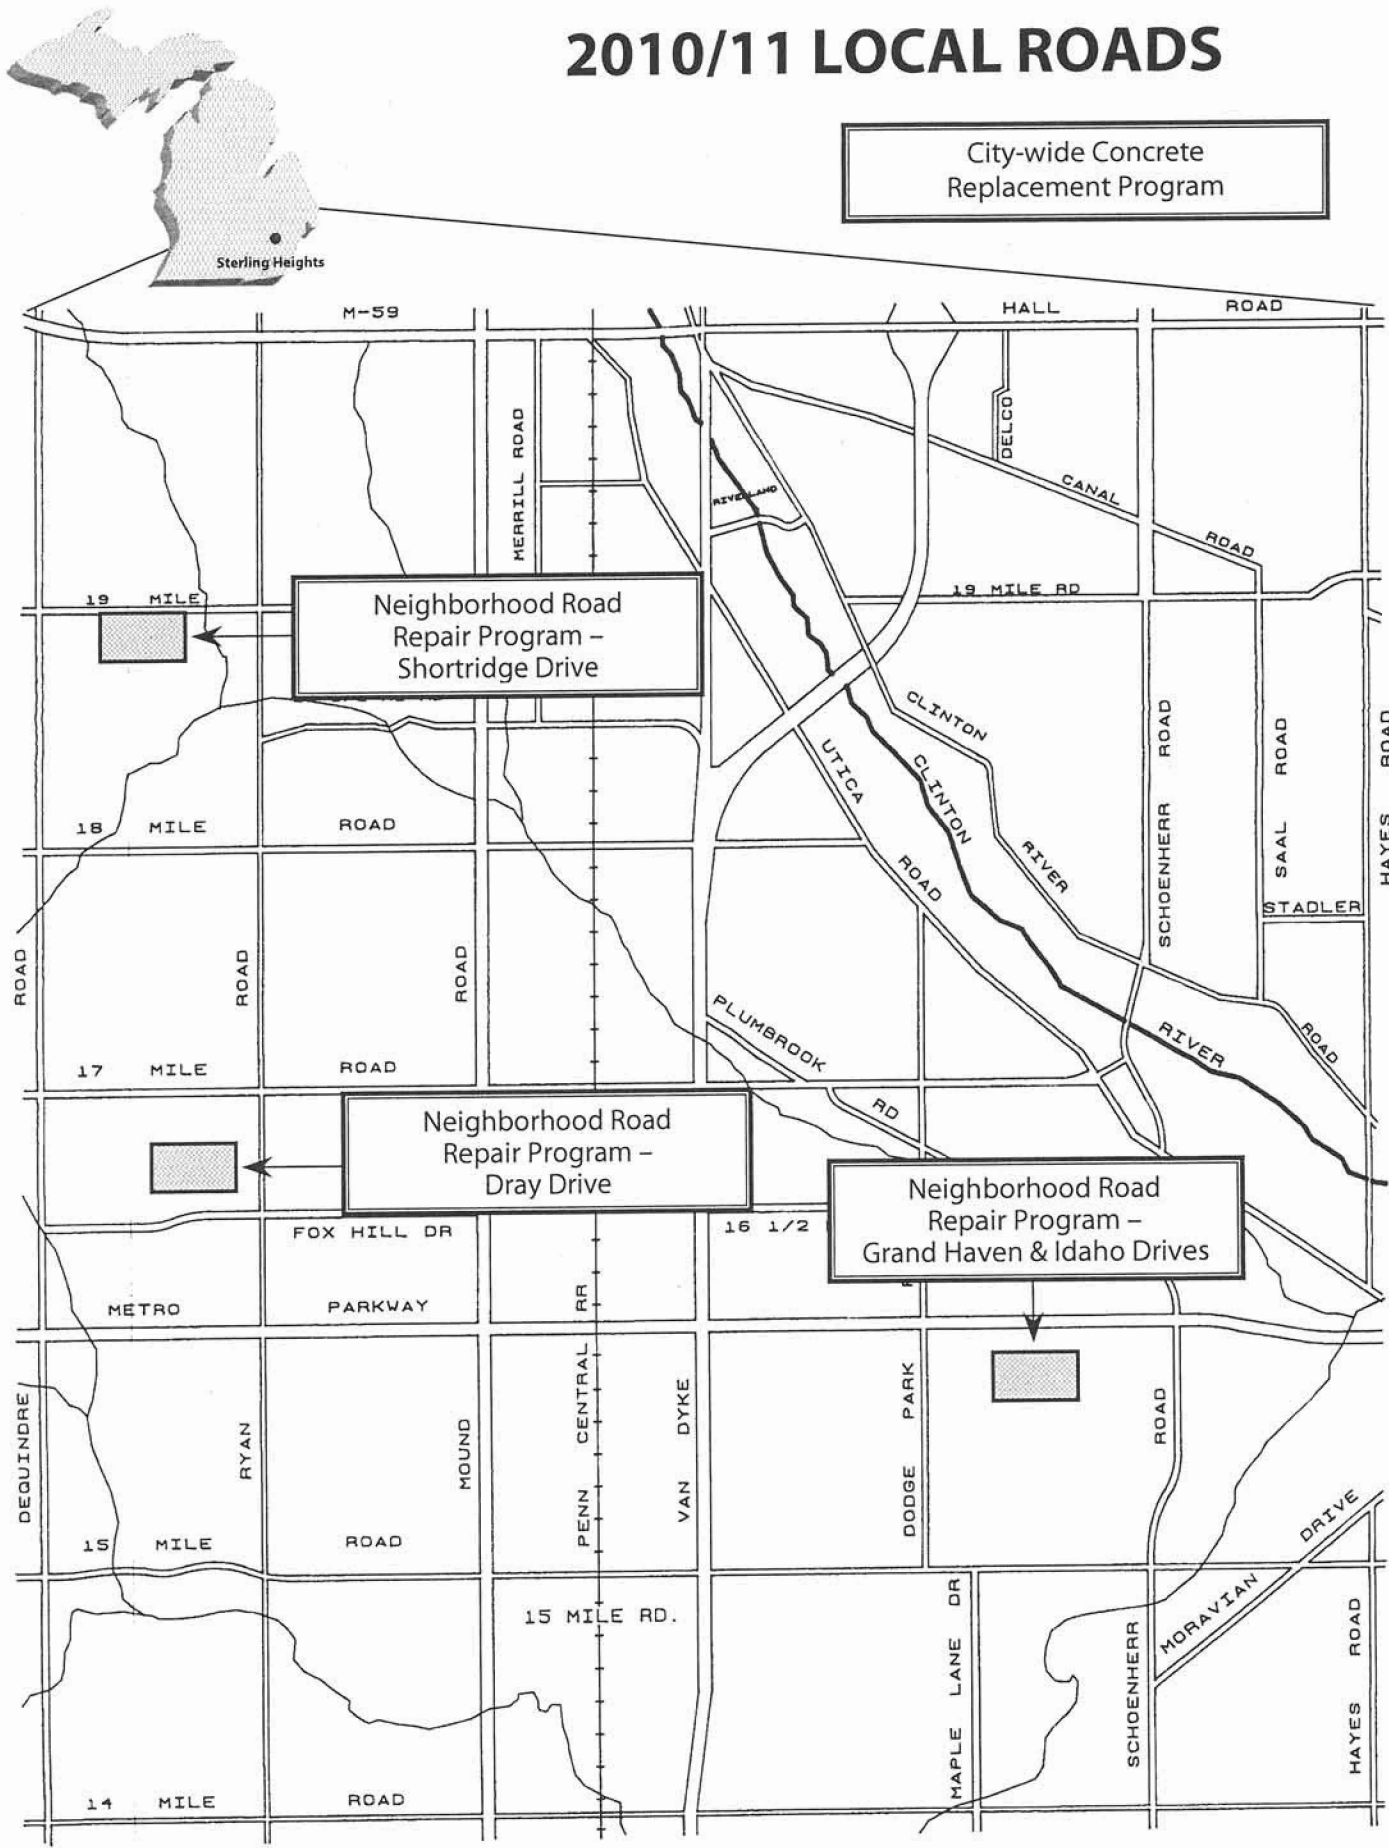 2010/11 LOCAL ROADS
City-wide Concrete
Replacement Program
Sterling Heights
M-59
HALL ROAD
MERRILL ROAD
DELCO
CANAL ROAD
RIVERLAND
19 MILE
19 MILE RD
Neighborhood Road
Repair Program –
Shortridge Drive
CLINTON
RIVER
ROAD
UTICA
ROAD
CLINTON
RIVER
SCHOENHERR ROAD
SAAL ROAD
HAYES ROAD
18 MILE ROAD
STADLER
ROAD
ROAD
ROAD
PLUMBROOK
RD
17 MILE ROAD
Neighborhood Road
Repair Program –
Dray Drive
Neighborhood Road
Repair Program –
Grand Haven & Idaho Drives
FOX HILL DR
16 1/2
METRO PARKWAY
DEQUINDRE
RYAN
MOUND
PENN CENTRAL RR
VAN DYKE
DODGE PARK
ROAD
15 MILE ROAD
15 MILE RD.
MAPLE LANE DR
SCHOENHERR
MORAVIAN DRIVE
HAYES ROAD
14 MILE ROAD